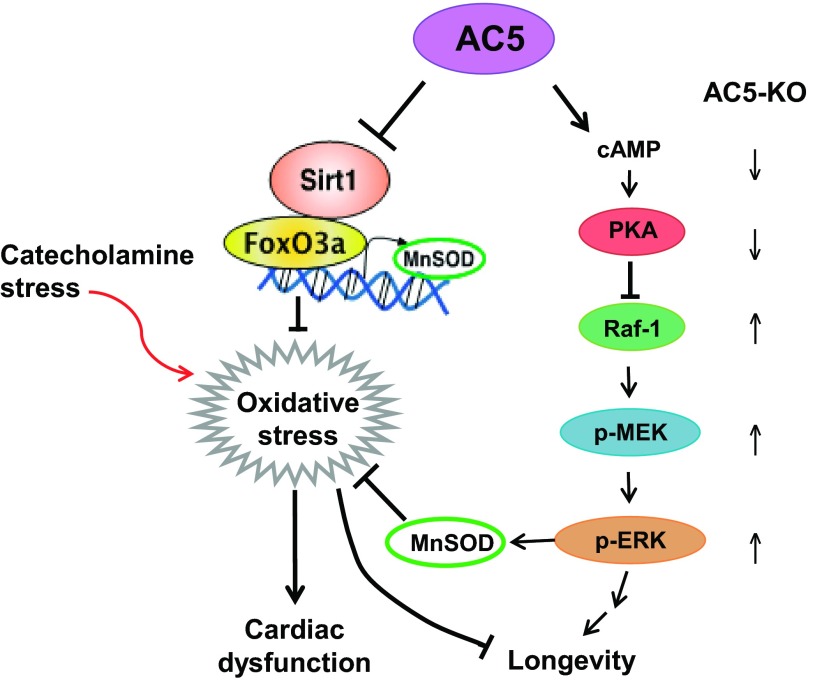 AC5
AC5-KO
cAMP
Sirt1
PKA
FoxO3a
MnSOD
Catecholamine
stress
Raf-1
Oxidative
stress
p-MEK
MnSOD
p-ERK
Cardiac
dysfunction
Longevity